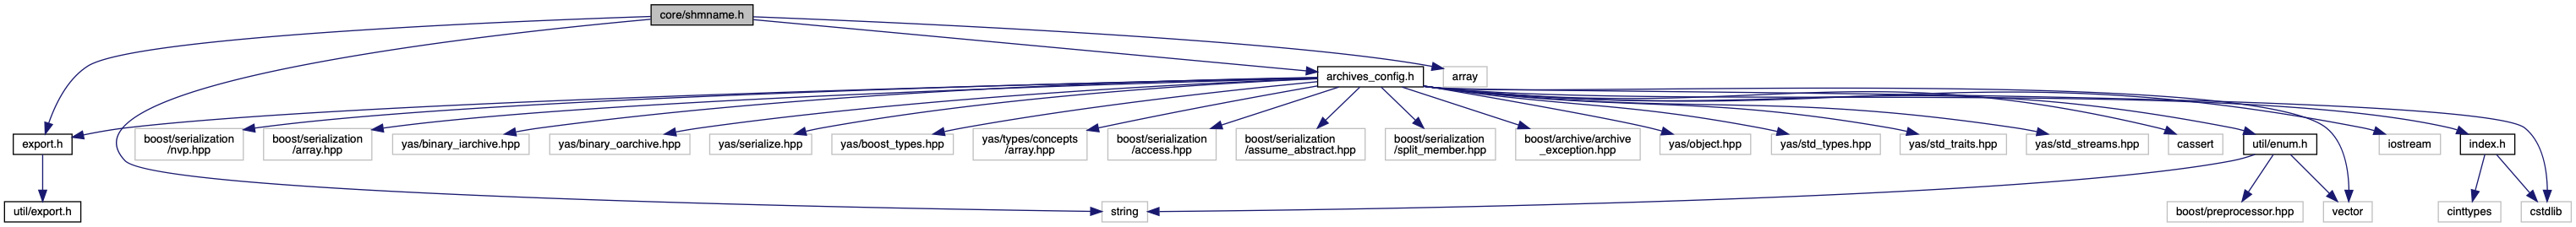 core/shmname.h
archives_config.h
array
export.h
boost/serialization
/nvp.hpp
boost/serialization
/array.hpp
yas/binary_iarchive.hpp
yas/binary_oarchive.hpp
yas/serialize.hpp
yas/boost_types.hpp
yas/types/concepts
/array.hpp
boost/serialization
/access.hpp
boost/serialization
/assume_abstract.hpp
boost/serialization
/split_member.hpp
boost/archive/archive
_exception.hpp
yas/object.hpp
yas/std_types.hpp
yas/std_traits.hpp
yas/std_streams.hpp
cassert
util/enum.h
iostream
index.h
util/export.h
string
boost/preprocessor.hpp
vector
cinttypes
cstdlib